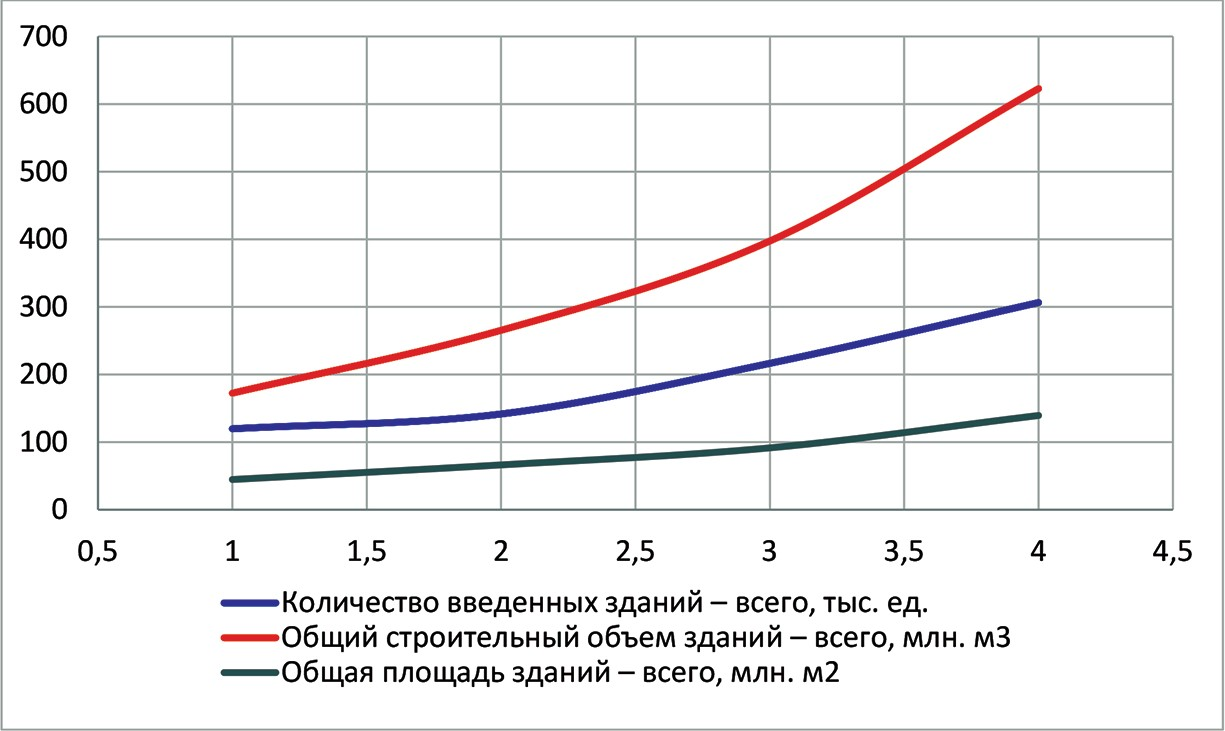 700
600
500
400
300
200
100
0
0,5 1 1,5 2 2,5 3 3,5 4 4,5
Количество введенных зданий – всего, тыс. ед.
Общий строительный объем зданий – всего, млн. м3
Общая площадь зданий – всего, млн. м2